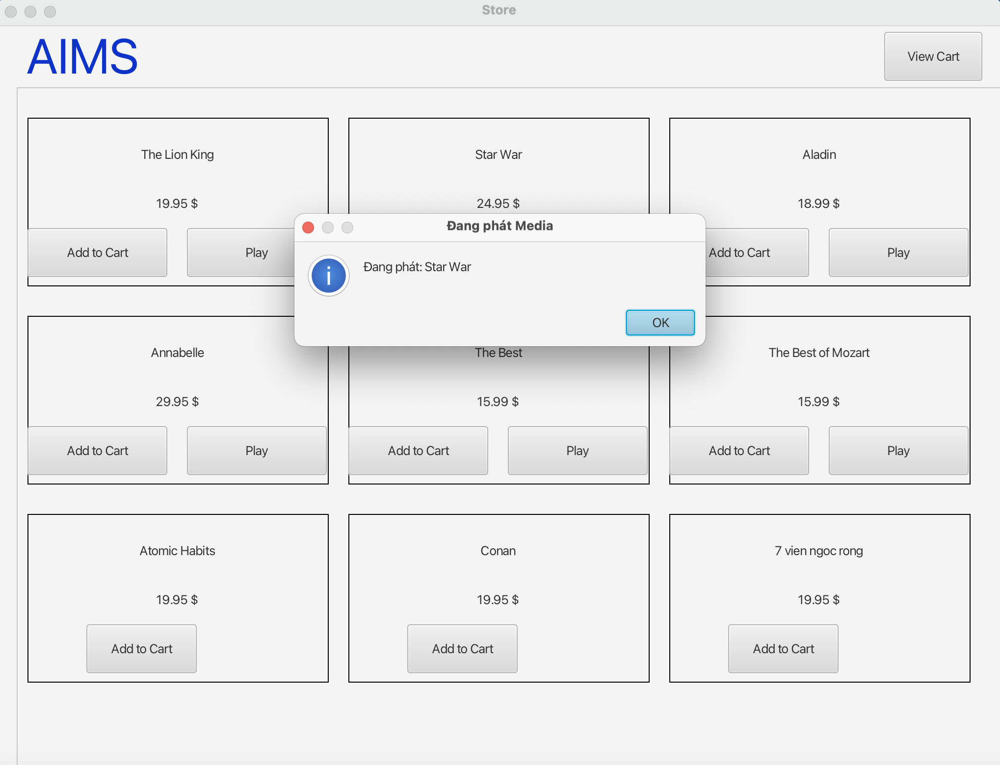 Store
AIMS
View Cart
The Lion King
Star War
Aladin
19.95 $
24.95 $
18.99 $
Add to Cart
Play
Add to Cart
Play
Đang phát Media
Đang phát: Star War
OK
Annabelle
The Best
The Best of Mozart
29.95 $
15.99 $
15.99 $
Add to Cart
Play
Add to Cart
Play
Add to Cart
Play
Atomic Habits
Conan
7 vien ngoc rong
19.95 $
19.95 $
19.95 $
Add to Cart
Add to Cart
Add to Cart